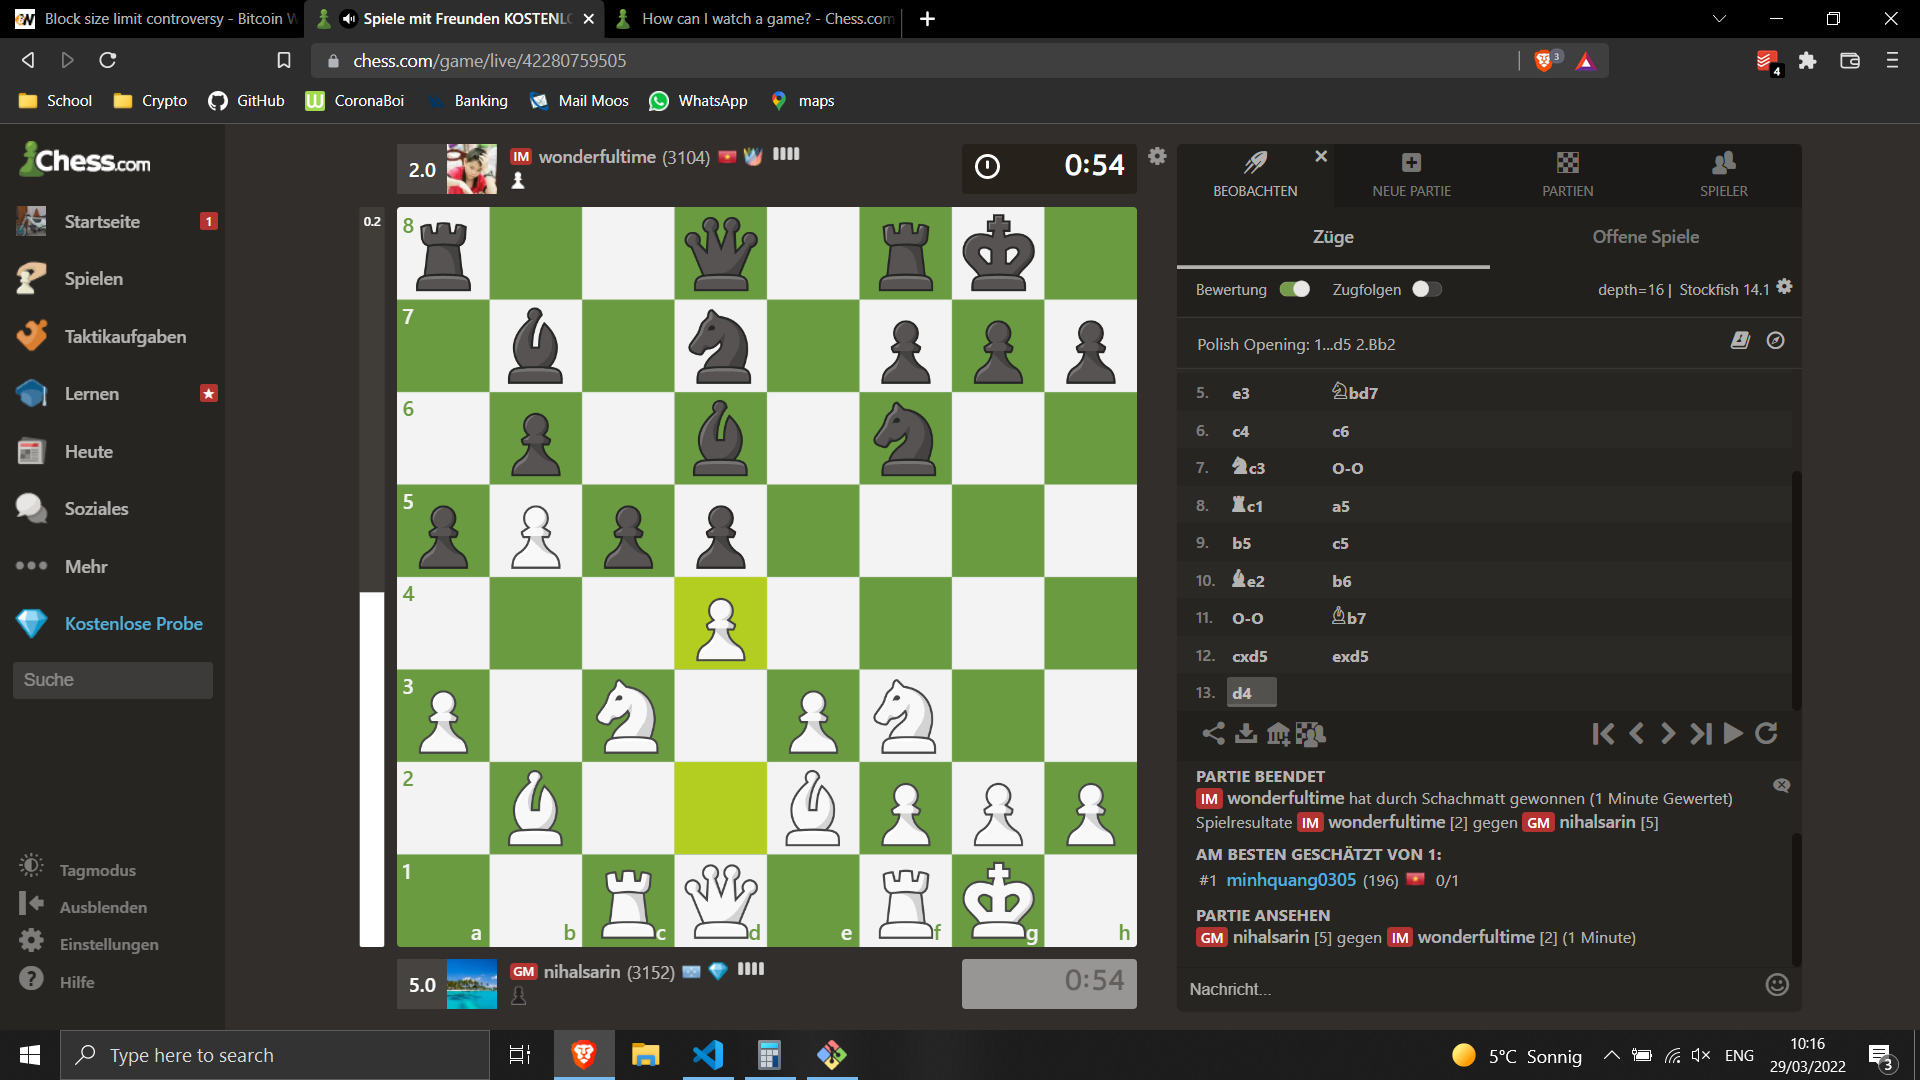 Block size limit controversy - Bitcoin W
Spiele mit Freunden KOSTENLO
How can I watch a game? - Chess.com
chess.com/game/live/42280759505
3
4
School
Crypto
GitHub
CoronaBoi
Banking
Mail Moos
WhatsApp
maps
Chess.com
Startseite
1
Spielen
Taktikaufgaben
Lernen
Heute
Soziales
Mehr
Kostenlose Probe
Suche
Tagmodus
Ausblenden
Einstellungen
Hilfe
2.0
IM wonderfultime (3104)
0:54
0.2
8
7
6
5
4
3
2
1
a b c d e f g h
5.0
GM nihalsarin (3152)
0:54
BEOBACHTEN
NEUE PARTIE
PARTIEN
SPIELER
Züge
Offene Spiele
Bewertung
Zugfolgen
depth=16 | Stockfish 14.1
Polish Opening: 1...d5 2.Bb2
5. e3 bd7
6. c4 c6
7. c3 O-O
8. c1 a5
9. b5 c5
10. e2 b6
11. O-O b7
12. cxd5 exd5
13. d4
PARTIE BEENDET
IM wonderfultime hat durch Schachmatt gewonnen (1 Minute Gewertet)
Spielresultate IM wonderfultime [2] gegen GM nihalsarin [5]
AM BESTEN GESCHÄTZT VON 1:
#1 minhquang0305 (196) 0/1
PARTIE ANSEHEN
GM nihalsarin [5] gegen IM wonderfultime [2] (1 Minute)
Nachricht...
Type here to search
5°C Sonnig
ENG
10:16
29/03/2022
3